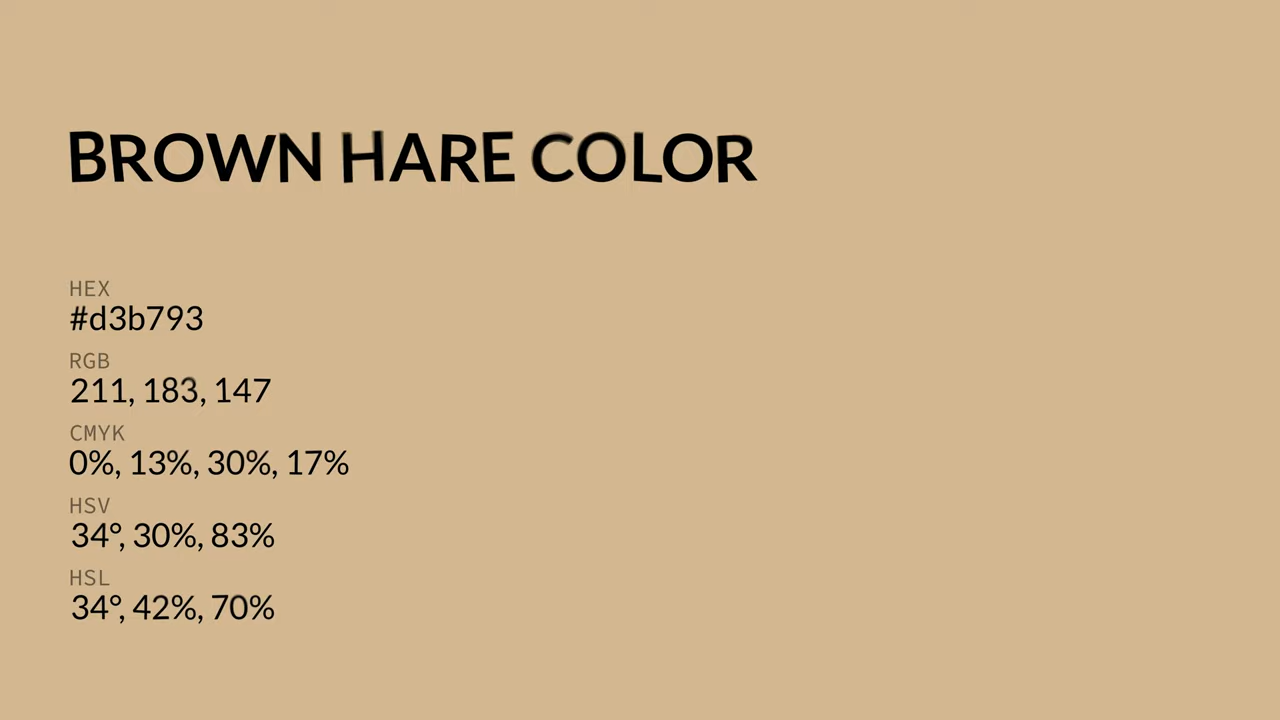 BROWN HARE COLOR
HEX
#d3b793
RGB
211, 183, 147
CMYK
0%, 13%, 30%, 17%
HSV
34°, 30%, 83%
HSL
34°, 42%, 70%